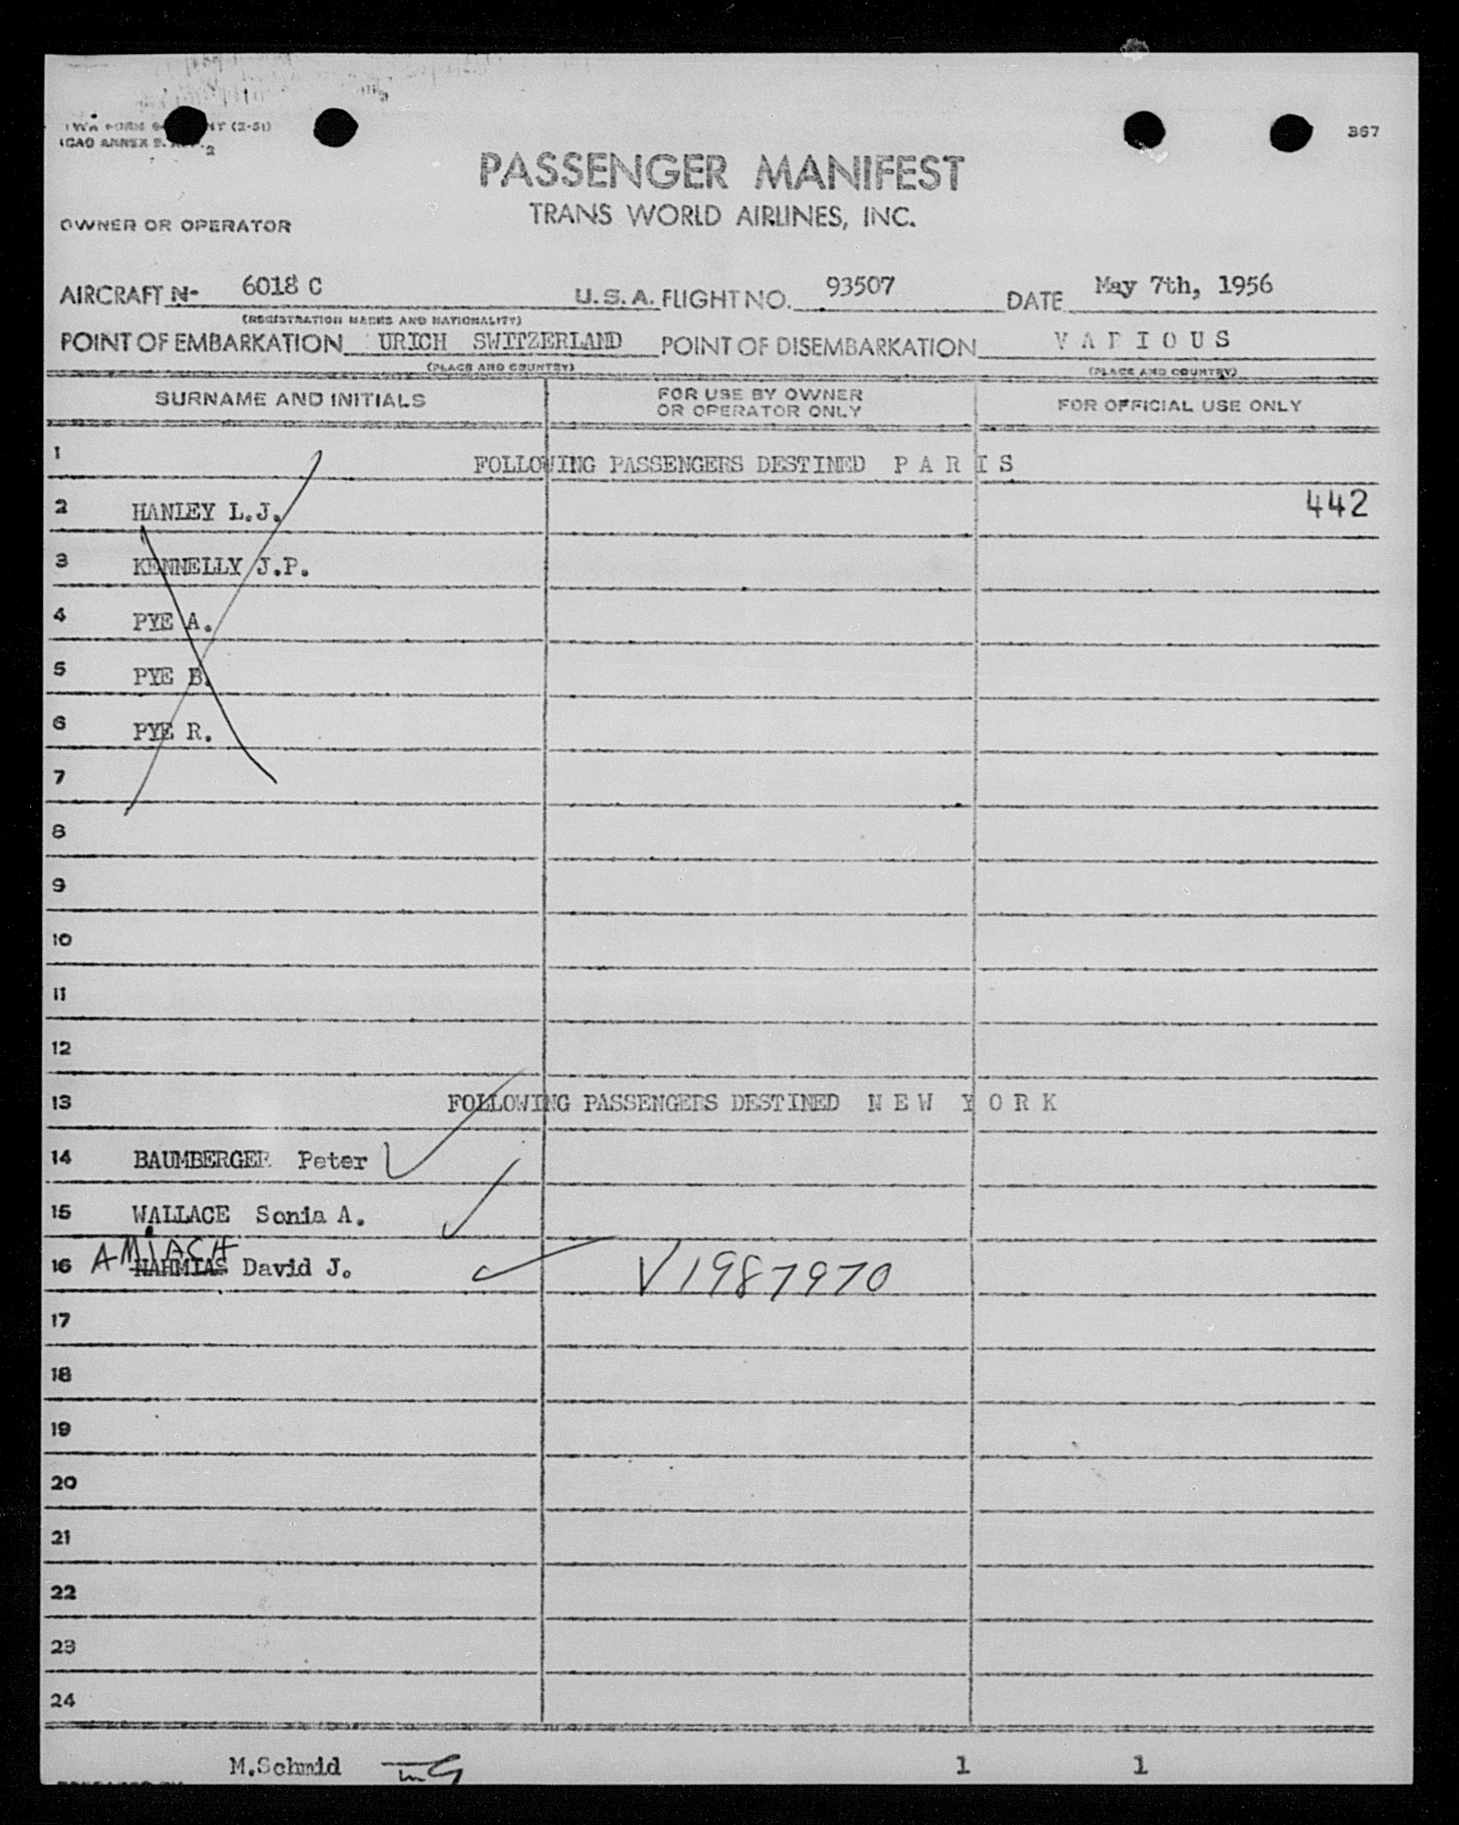 367
PASSENGER MANIFEST
TRANS WORLD AIRLINES, INC.
OWNER OR OPERATOR
AIRCRAFT N- 6018 C U.S.A. FLIGHT NO. 93507 DATE May 7th, 1956
(REGISTRATION MARKS AND NATIONALITY)
POINT OF EMBARKATION URICH SWITZERLAND POINT OF DISEMBARKATION VARIOUS
(PLACE AND COUNTRY) (PLACE AND COUNTRY)
SURNAME AND INITIALS FOR USE BY OWNER OR OPERATOR ONLY FOR OFFICIAL USE ONLY
1 FOLLOWING PASSENGERS DESTINED P A R I S
2 HANLEY L.J. 442
3 KENNELLY J.P.
4 PYE A.
5 PYE B.
6 PYE R.
7
8
9
10
11
12
13 FOLLOWING PASSENGERS DESTINED N E W Y O R K
14 BAUMBERGER Peter
15 WALLACE Sonia A.
16 AMIACH NAHMIAS David J. V1987970
17
18
19
20
21
22
23
24
M.Schmid 1 1